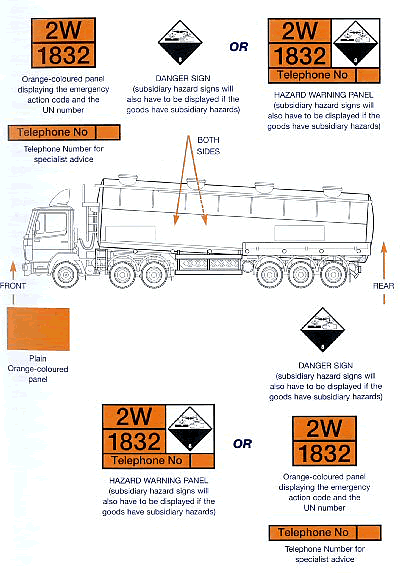 2W
1832
Orange-coloured panel
displaying the emergency
action code and the
UN number
Telephone No
Telephone Number for
specialist advice
8
DANGER SIGN
(subsidiary hazard signs will
also have to be displayed if the
goods have subsidiary hazards)
OR
2W
1832
8
Telephone No
HAZARD WARNING PANEL
(subsidiary hazard signs will
also have to be displayed if the
goods have subsidiary hazards)
BOTH
SIDES
FRONT
REAR
Plain
Orange-coloured
panel
8
DANGER SIGN
(subsidiary hazard signs will
also have to be displayed if the
goods have subsidiary hazards)
2W
1832
8
Telephone No
HAZARD WARNING PANEL
(subsidiary hazard signs will
also have to be displayed if the
goods have subsidiary hazards)
OR
2W
1832
Orange-coloured panel
displaying the emergency
action code and the
UN number
Telephone No
Telephone Number for
specialist advice